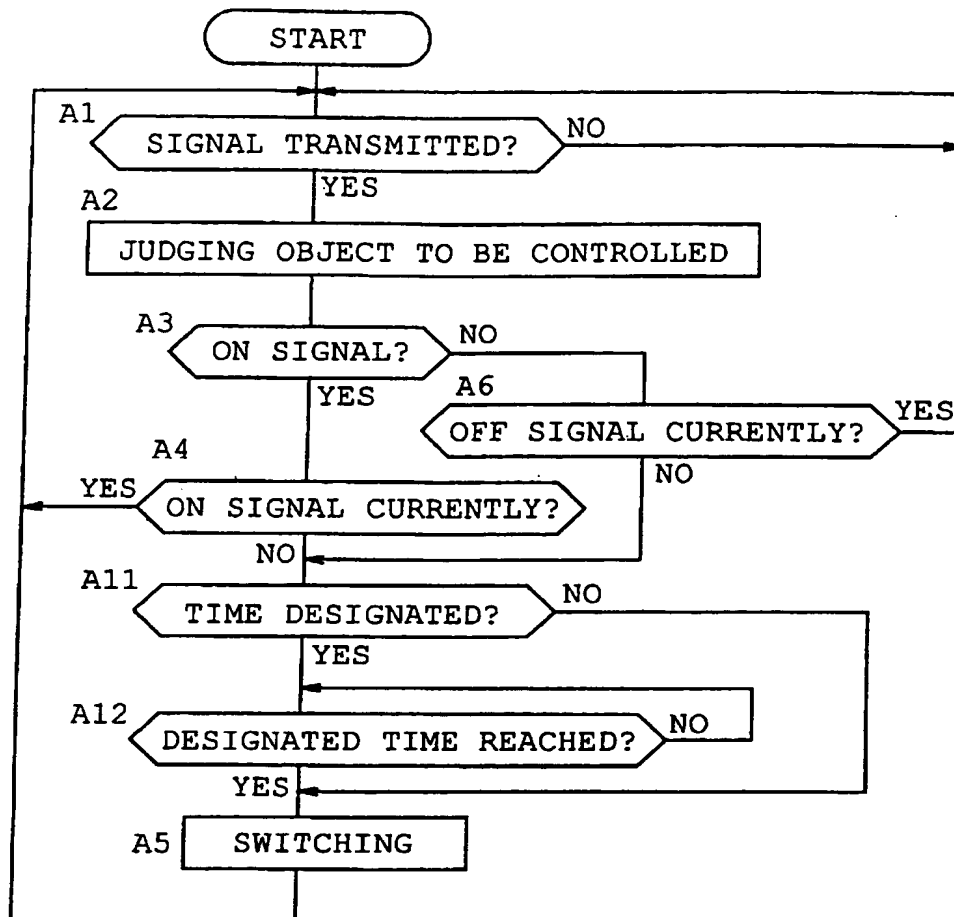 START
A1
SIGNAL TRANSMITTED?
NO
YES
A2
JUDGING OBJECT TO BE CONTROLLED
A3
ON SIGNAL?
NO
YES
A6
OFF SIGNAL CURRENTLY?
YES
NO
A4
YES
ON SIGNAL CURRENTLY?
NO
A11
TIME DESIGNATED?
NO
YES
A12
DESIGNATED TIME REACHED?
NO
YES
A5
SWITCHING